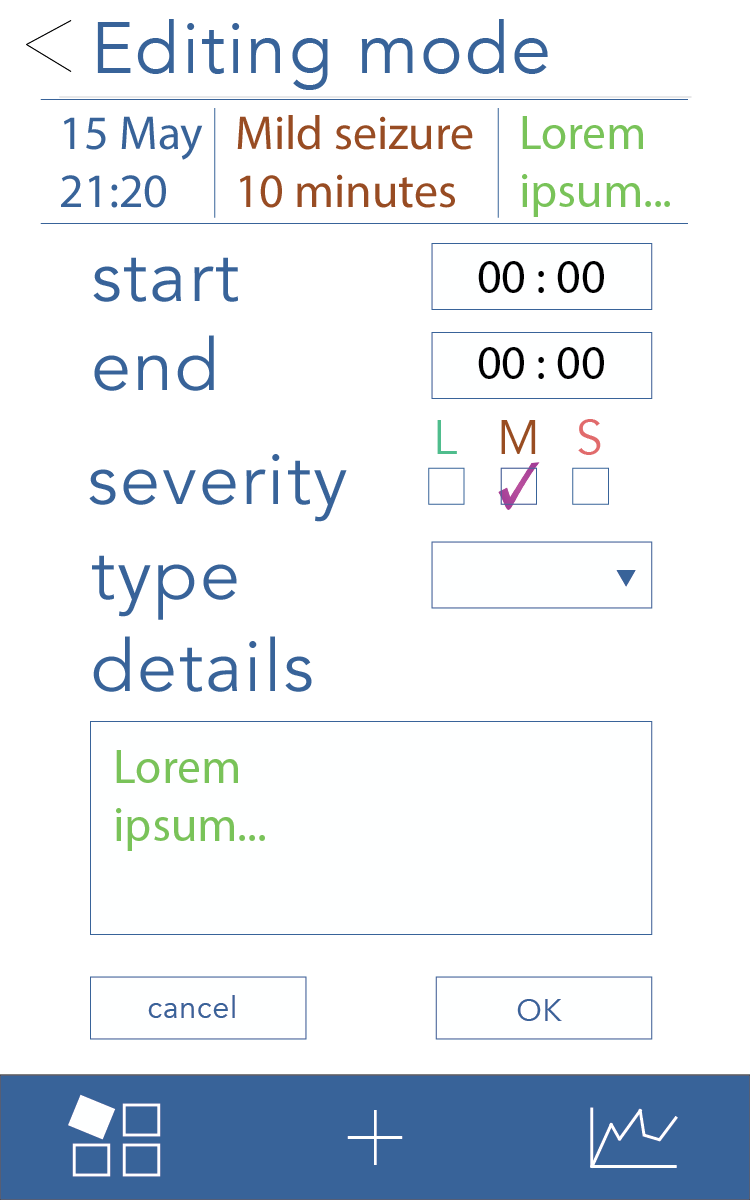 Editing mode
15 May
21:20
Mild seizure
10 minutes
Lorem
ipsum...
start
00 : 00
end
00 : 00
L M S
severity
type
details
Lorem
ipsum...
cancel
OK